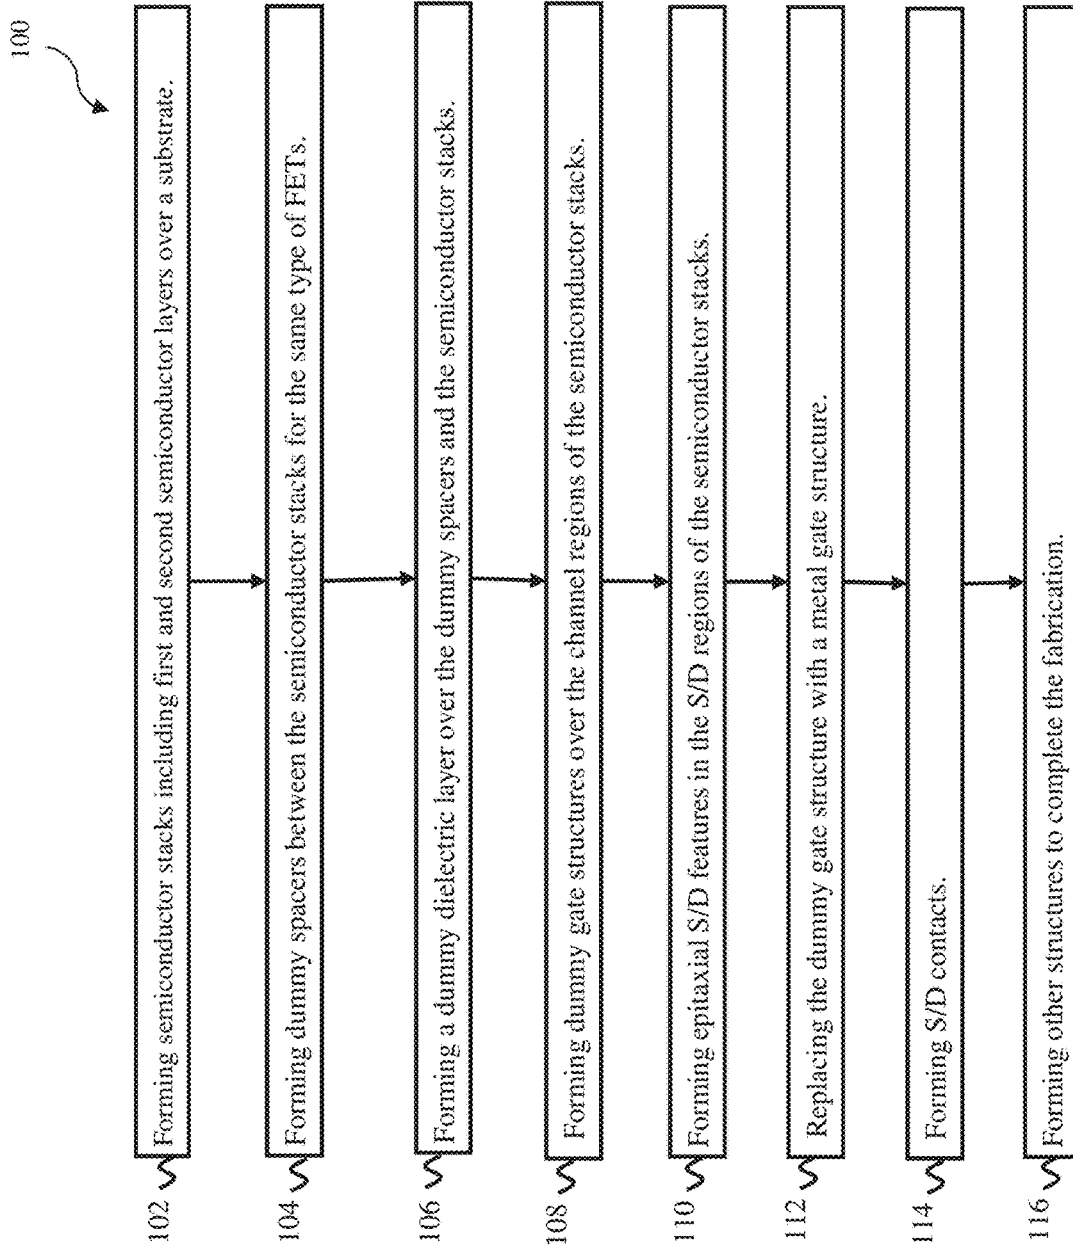 100
102 Forming semiconductor stacks including first and second semiconductor layers over a substrate.
104 Forming dummy spacers between the semiconductor stacks for the same type of FETs.
106 Forming a dummy dielectric layer over the dummy spacers and the semiconductor stacks.
108 Forming dummy gate structures over the channel regions of the semiconductor stacks.
110 Forming epitaxial S/D features in the S/D regions of the semiconductor stacks.
112 Replacing the dummy gate structure with a metal gate structure.
114 Forming S/D contacts.
116 Forming other structures to complete the fabrication.